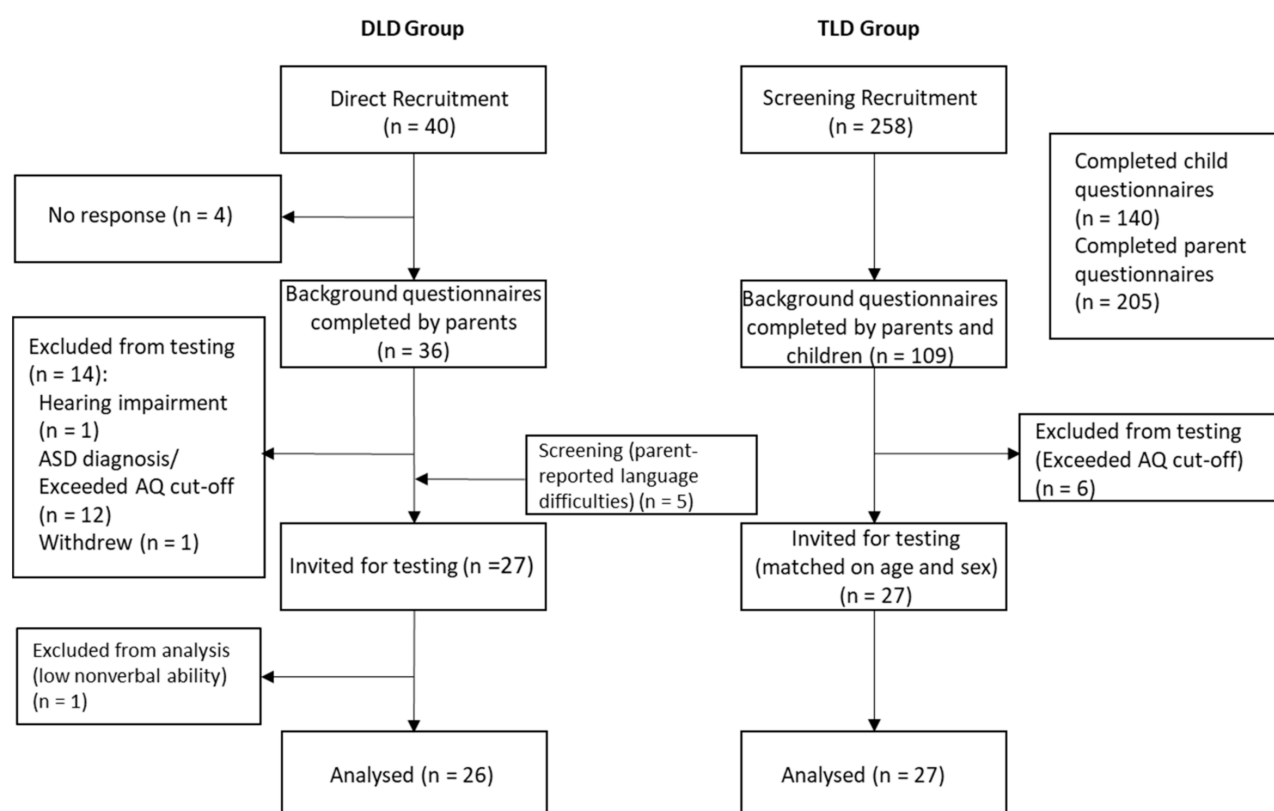 DLD Group
Direct Recruitment
(n = 40)
No response (n = 4)
Background questionnaires
completed by parents
(n = 36)
Excluded from testing
(n = 14):
Hearing impairment
(n = 1)
ASD diagnosis/
Exceeded AQ cut-off
(n = 12)
Withdrew (n = 1)
Screening (parent-
reported language
difficulties) (n = 5)
Invited for testing (n =27)
Excluded from analysis
(low nonverbal ability)
(n = 1)
Analysed (n = 26)
TLD Group
Screening Recruitment
(n = 258)
Completed child
questionnaires
(n = 140)
Completed parent
questionnaires
(n = 205)
Background questionnaires
completed by parents and
children (n = 109)
Excluded from testing
(Exceeded AQ cut-off)
(n = 6)
Invited for testing
(matched on age and sex)
(n = 27)
Analysed (n = 27)